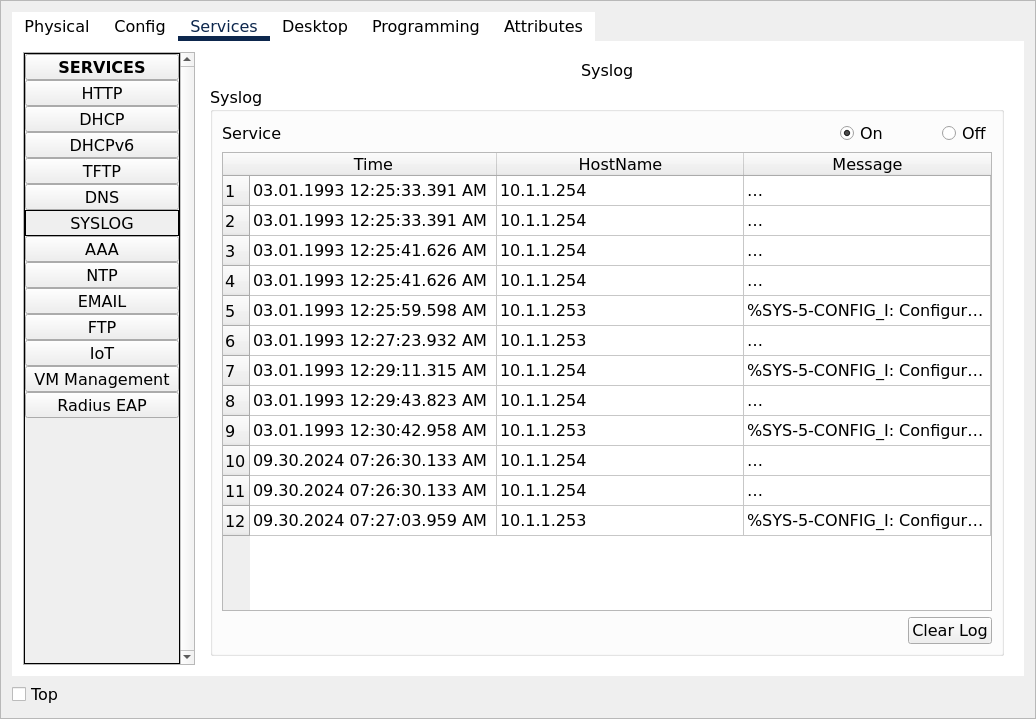 Physical Config Services Desktop Programming Attributes
SERVICES
HTTP
DHCP
DHCPv6
TFTP
DNS
SYSLOG
AAA
NTP
EMAIL
FTP
IoT
VM Management
Radius EAP
Syslog
Syslog
Service On Off
Time HostName Message
1 03.01.1993 12:25:33.391 AM 10.1.1.254 ...
2 03.01.1993 12:25:33.391 AM 10.1.1.254 ...
3 03.01.1993 12:25:41.626 AM 10.1.1.254 ...
4 03.01.1993 12:25:41.626 AM 10.1.1.254 ...
5 03.01.1993 12:25:59.598 AM 10.1.1.253 %SYS-5-CONFIG_I: Configur...
6 03.01.1993 12:27:23.932 AM 10.1.1.253 ...
7 03.01.1993 12:29:11.315 AM 10.1.1.254 %SYS-5-CONFIG_I: Configur...
8 03.01.1993 12:29:43.823 AM 10.1.1.254 ...
9 03.01.1993 12:30:42.958 AM 10.1.1.253 %SYS-5-CONFIG_I: Configur...
10 09.30.2024 07:26:30.133 AM 10.1.1.254 ...
11 09.30.2024 07:26:30.133 AM 10.1.1.254 ...
12 09.30.2024 07:27:03.959 AM 10.1.1.253 %SYS-5-CONFIG_I: Configur...
Clear Log
Top